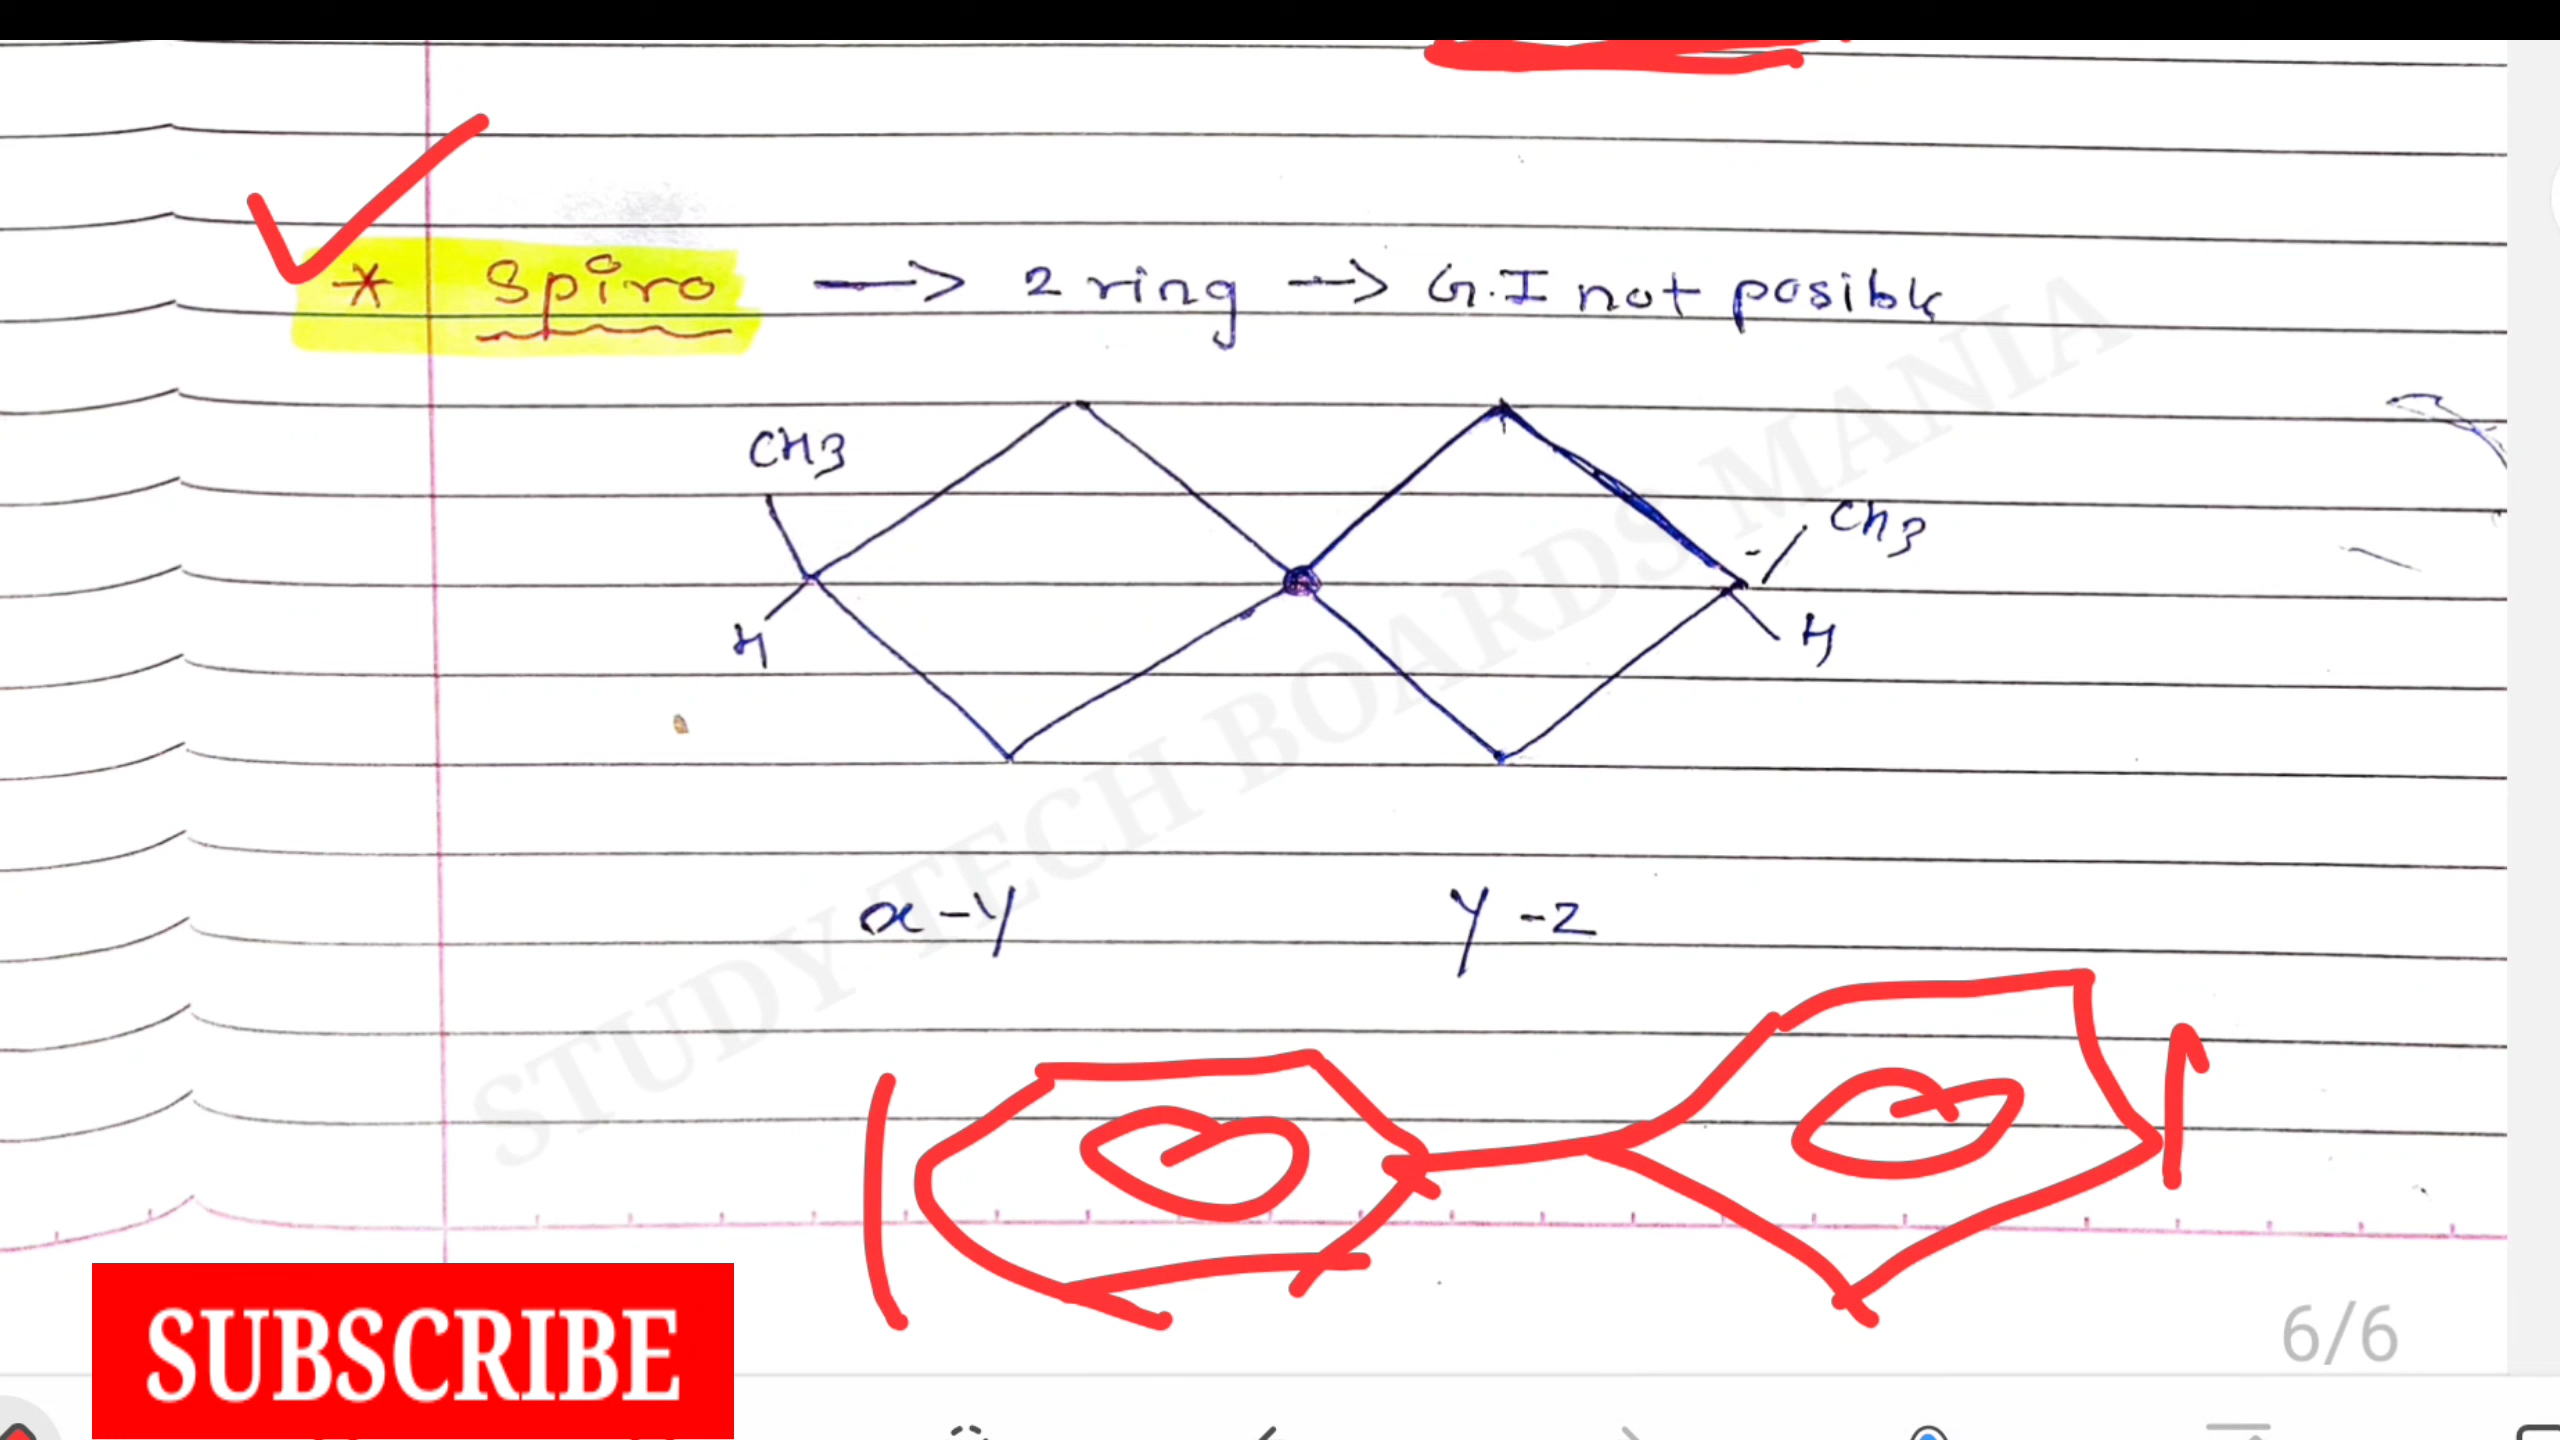 * Spiro → 2 ring → G.I not posible
CH3
CH3
H
H
x-y y-z
STUDY TECH BOARDS MANIA
SUBSCRIBE
6/6